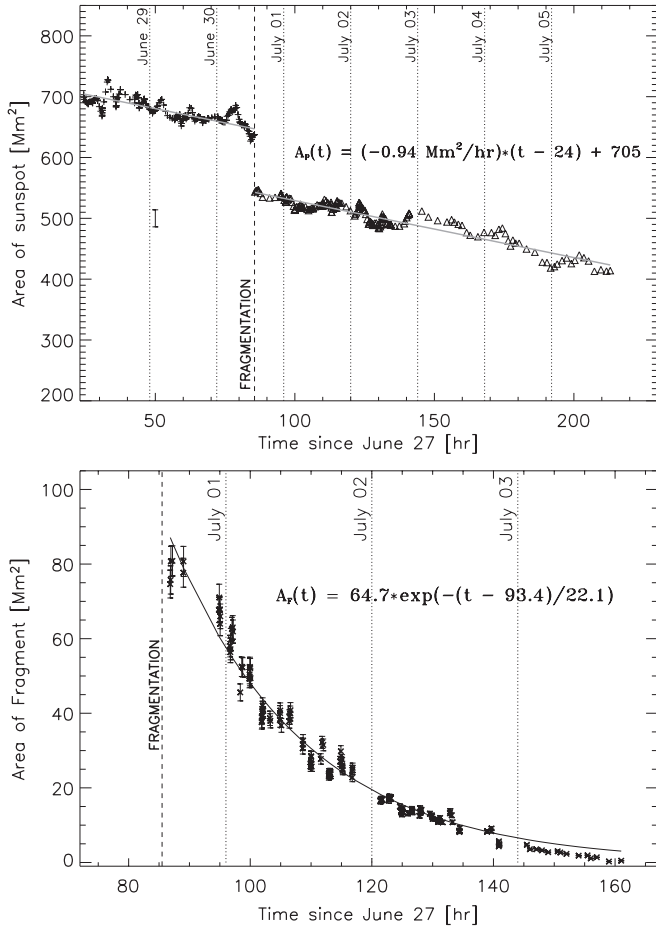 800
700
600
500
400
300
200
Area of sunspot [Mm²]
June 29
June 30
July 01
July 02
July 03
July 04
July 05
Aₚ(t) = (-0.94 Mm²/hr)*(t - 24) + 705
FRAGMENTATION
50
100
150
200
Time since June 27 [hr]
100
80
60
40
20
0
Area of Fragment [Mm²]
July 01
July 02
July 03
A_F(t) = 64.7*exp(-(t - 93.4)/22.1)
FRAGMENTATION
80
100
120
140
160
Time since June 27 [hr]